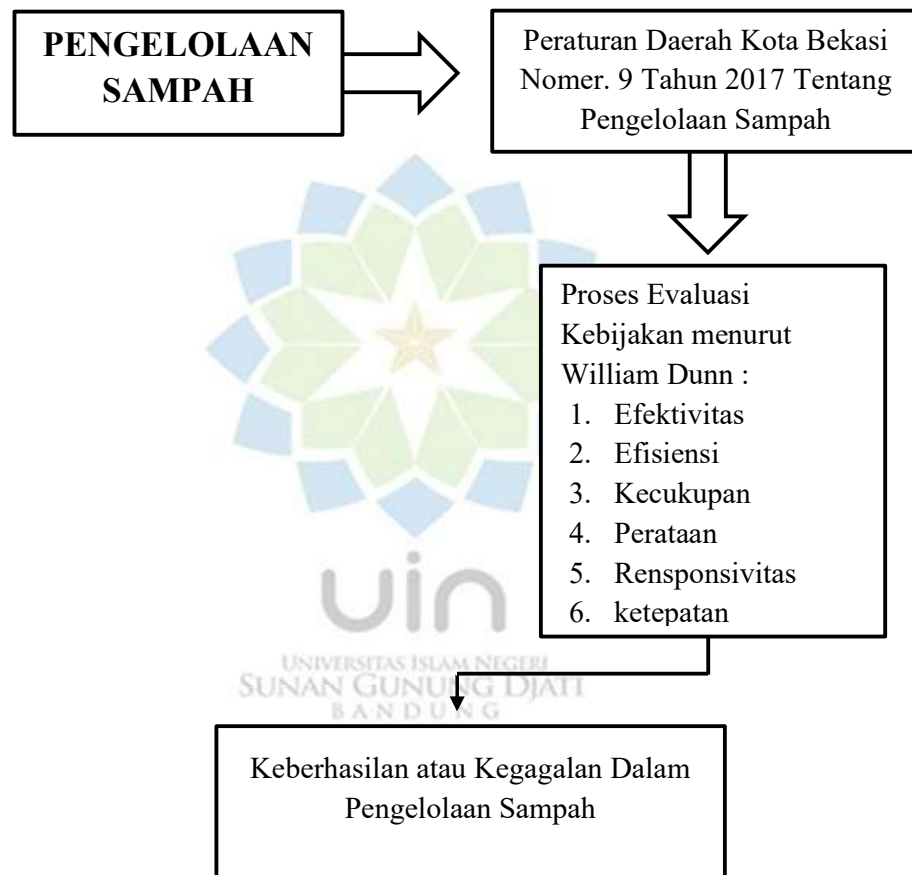 PENGELOLAAN
SAMPAH
Peraturan Daerah Kota Bekasi
Nomer. 9 Tahun 2017 Tentang
Pengelolaan Sampah
Proses Evaluasi
Kebijakan menurut
William Dunn :
1. Efektivitas
2. Efisiensi
3. Kecukupan
4. Perataan
5. Rensponsivitas
6. ketepatan
uin
UNIVERSITAS ISLAM NEGERI
SUNAN GUNUNG DJATI
BANDUNG
Keberhasilan atau Kegagalan Dalam
Pengelolaan Sampah